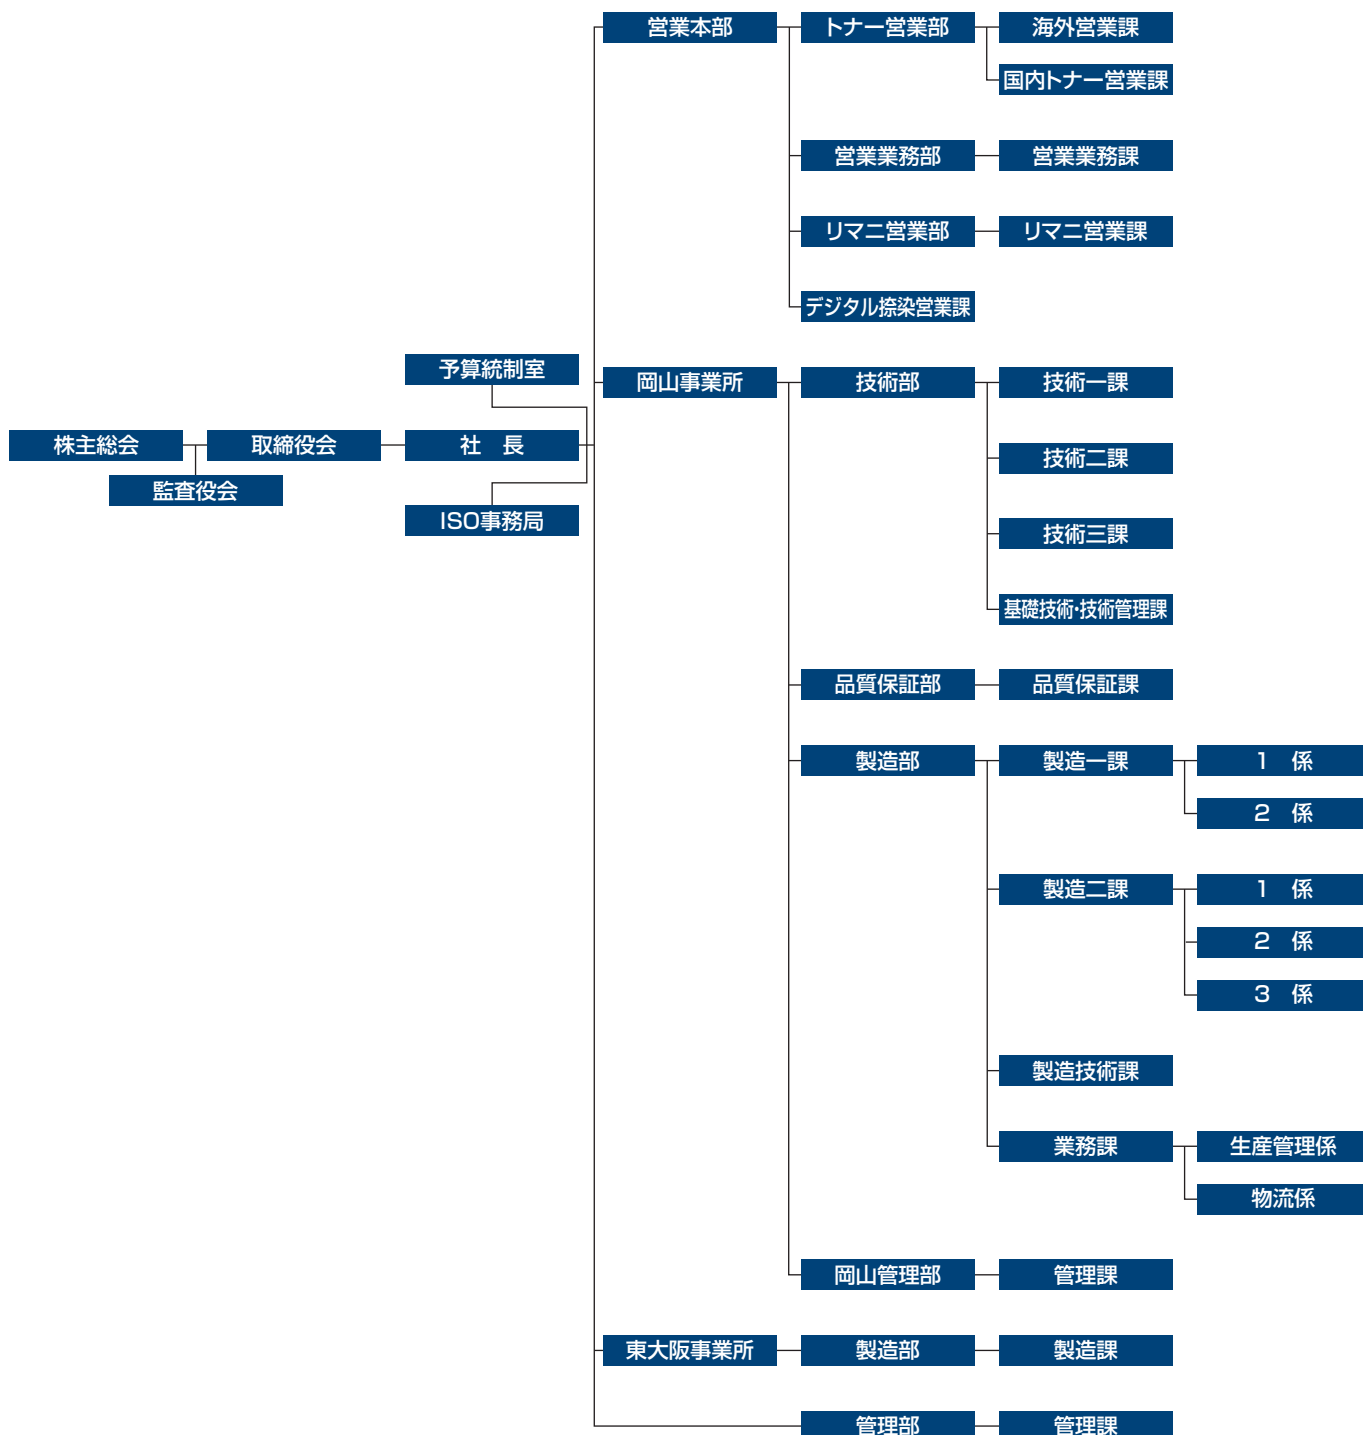 営業本部
トナー営業部
海外営業課
国内トナー営業課
営業業務部
営業業務課
リマニ営業部
リマニ営業課
デジタル捺染営業課
予算統制室
岡山事業所
技術部
技術一課
株主総会
取締役会
社　長
技術二課
監査役会
ISO事務局
技術三課
基礎技術・技術管理課
品質保証部
品質保証課
製造部
製造一課
1　係
2　係
製造二課
1　係
2　係
3　係
製造技術課
業務課
生産管理係
物流係
岡山管理部
管理課
東大阪事業所
製造部
製造課
管理部
管理課